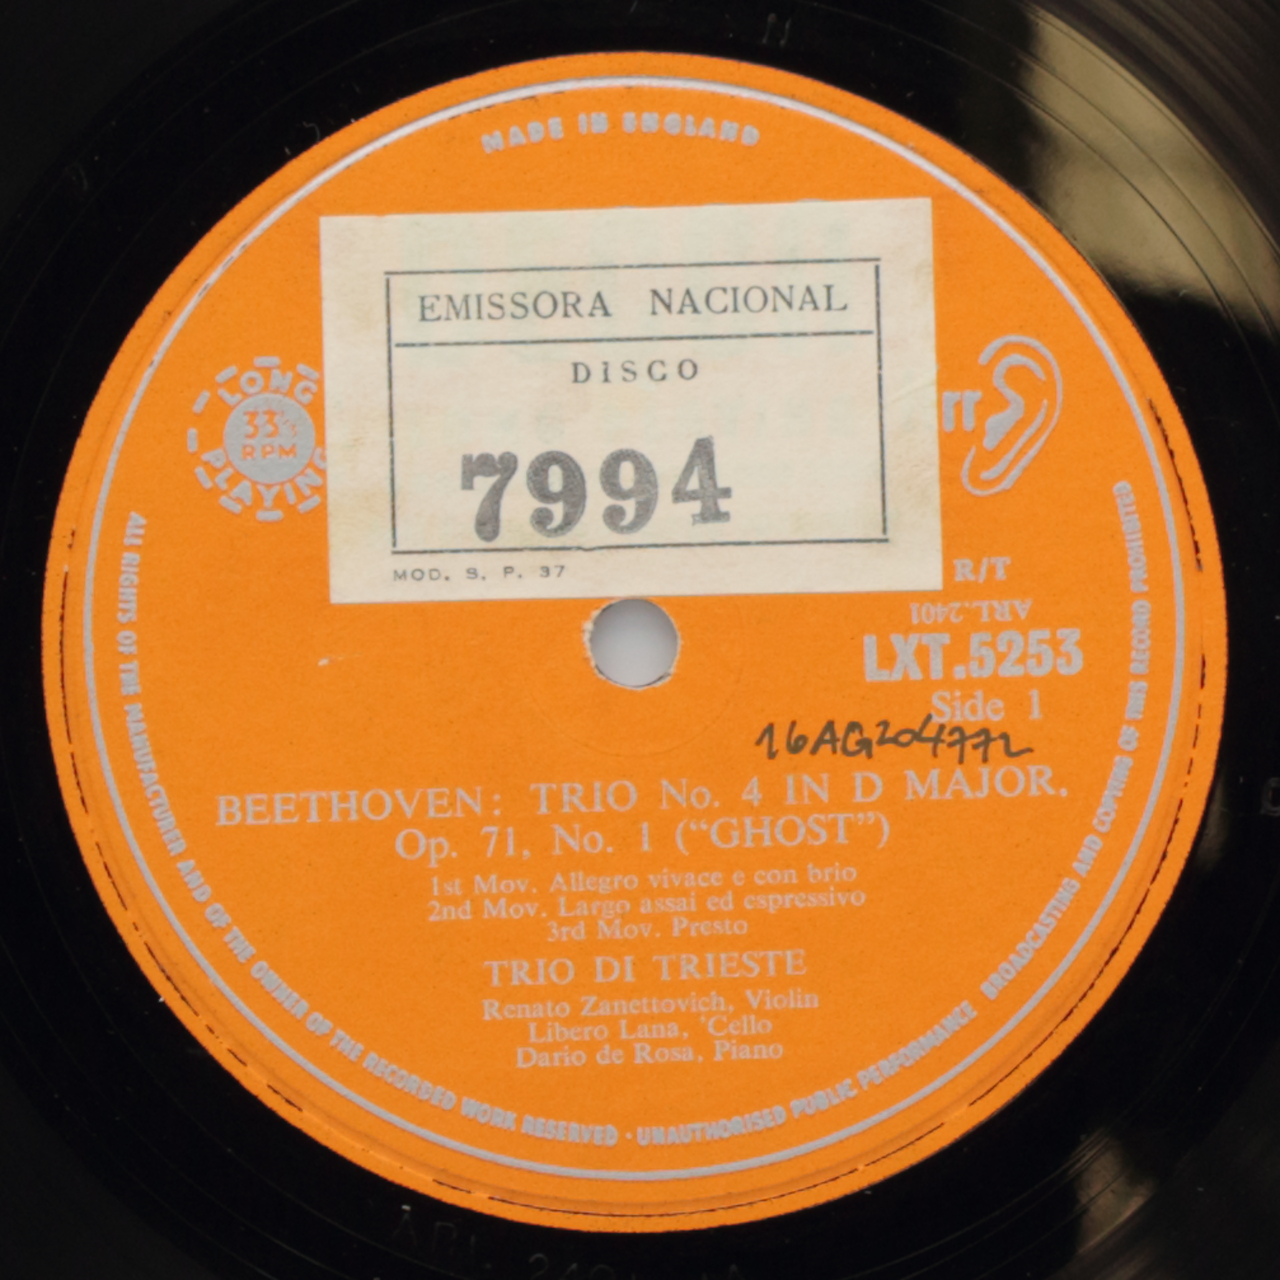 MADE IN ENGLAND
EMISSORA NACIONAL
DISCO
7994
MOD. S. P. 37
LONG
33⅓
RPM
PLAYING
rr
R/T
ARL.2401
LXT.5253
Side 1
16AG204772
BEETHOVEN: TRIO No. 4 IN D MAJOR.
Op. 71, No. 1 (“GHOST”)
1st Mov. Allegro vivace e con brio
2nd Mov. Largo assai ed espressivo
3rd Mov. Presto
TRIO DI TRIESTE
Renato Zanettovich, Violin
Libero Lana, 'Cello
Dario de Rosa, Piano
ALL RIGHTS OF THE MANUFACTURER AND OF THE OWNER OF THE RECORDED WORK RESERVED · UNAUTHORISED PUBLIC PERFORMANCE BROADCASTING AND COPYING OF THIS RECORD PROHIBITED